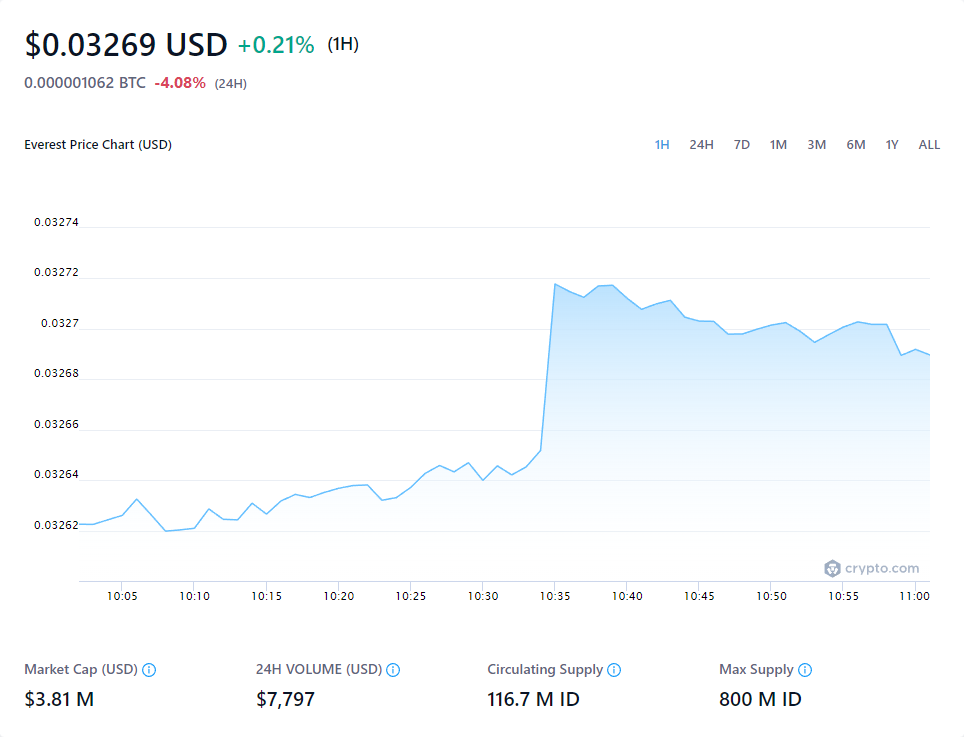 $0.03269 USD +0.21% (1H)
0.000001062 BTC -4.08% (24H)
Everest Price Chart (USD) 1H 24H 7D 1M 3M 6M 1Y ALL
0.03274
0.03272
0.0327
0.03268
0.03266
0.03264
0.03262
crypto.com
10:05 10:10 10:15 10:20 10:25 10:30 10:35 10:40 10:45 10:50 10:55 11:00
Market Cap (USD) 24H VOLUME (USD) Circulating Supply Max Supply
$3.81 M $7,797 116.7 M ID 800 M ID